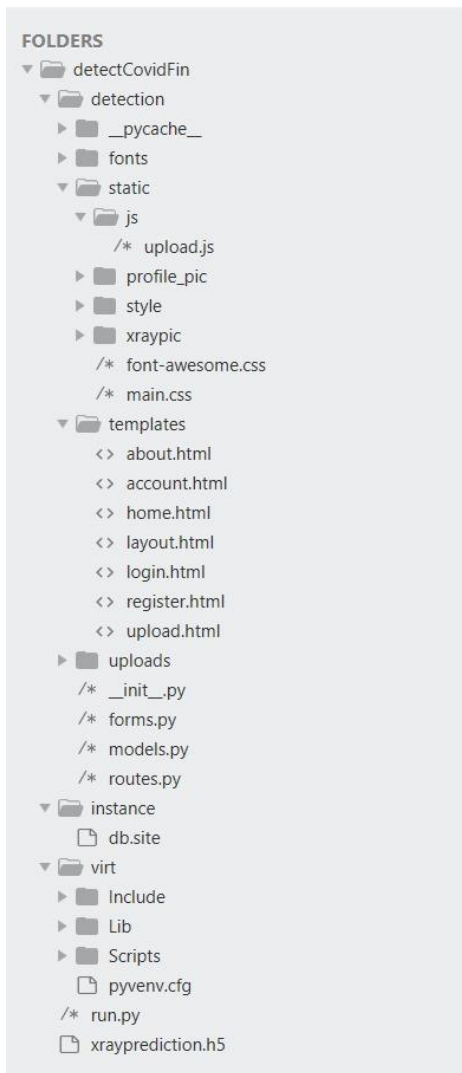 FOLDERS
detectCovidFin
detection
__pycache__
fonts
static
js
/* upload.js
profile_pic
style
xraypic
/* font-awesome.css
/* main.css
templates
<> about.html
<> account.html
<> home.html
<> layout.html
<> login.html
<> register.html
<> upload.html
uploads
/* __init__.py
/* forms.py
/* models.py
/* routes.py
instance
db.site
virt
Include
Lib
Scripts
pyvenv.cfg
/* run.py
xrayprediction.h5